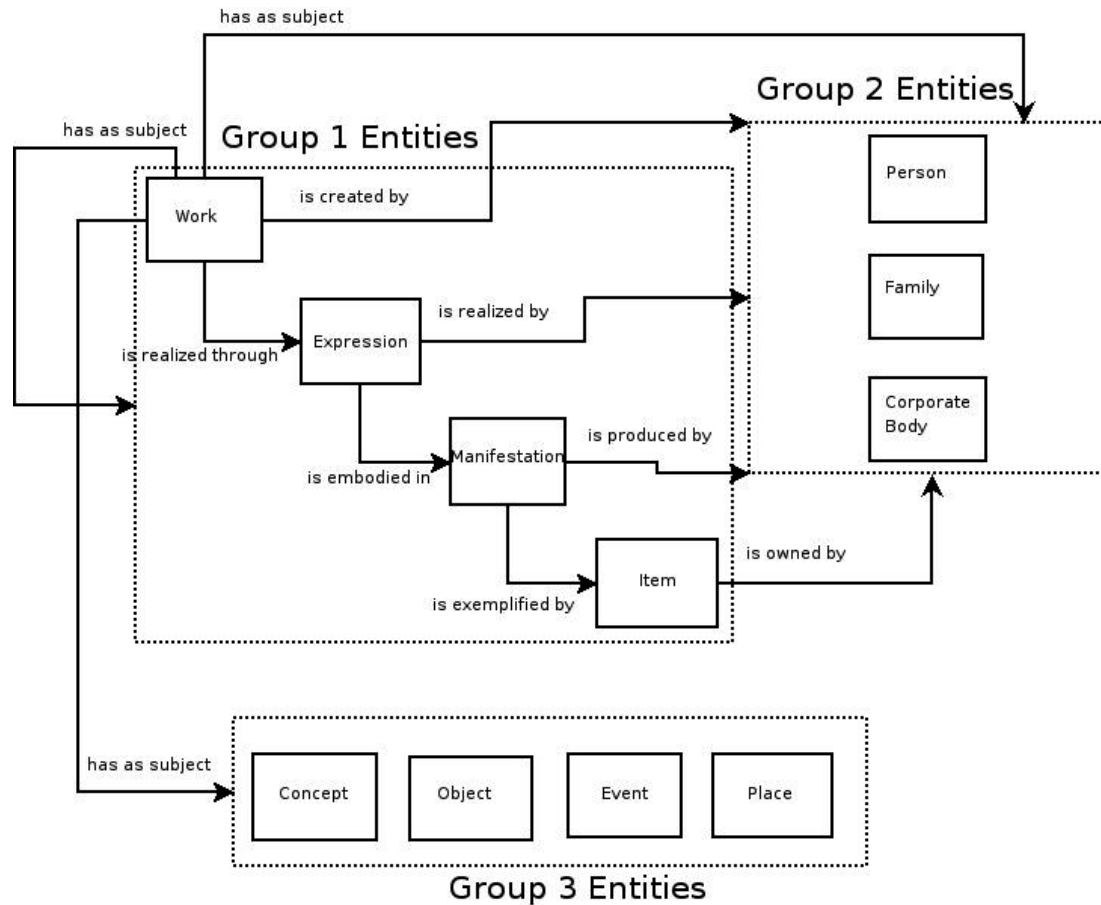 has as subject
Group 2 Entities
has as subject
Group 1 Entities
Person
Work
is created by
Family
is realized by
Expression
is realized through
Corporate
Body
is produced by
Manifestation
is embodied in
is owned by
Item
is exemplified by
has as subject
Concept
Object
Event
Place
Group 3 Entities